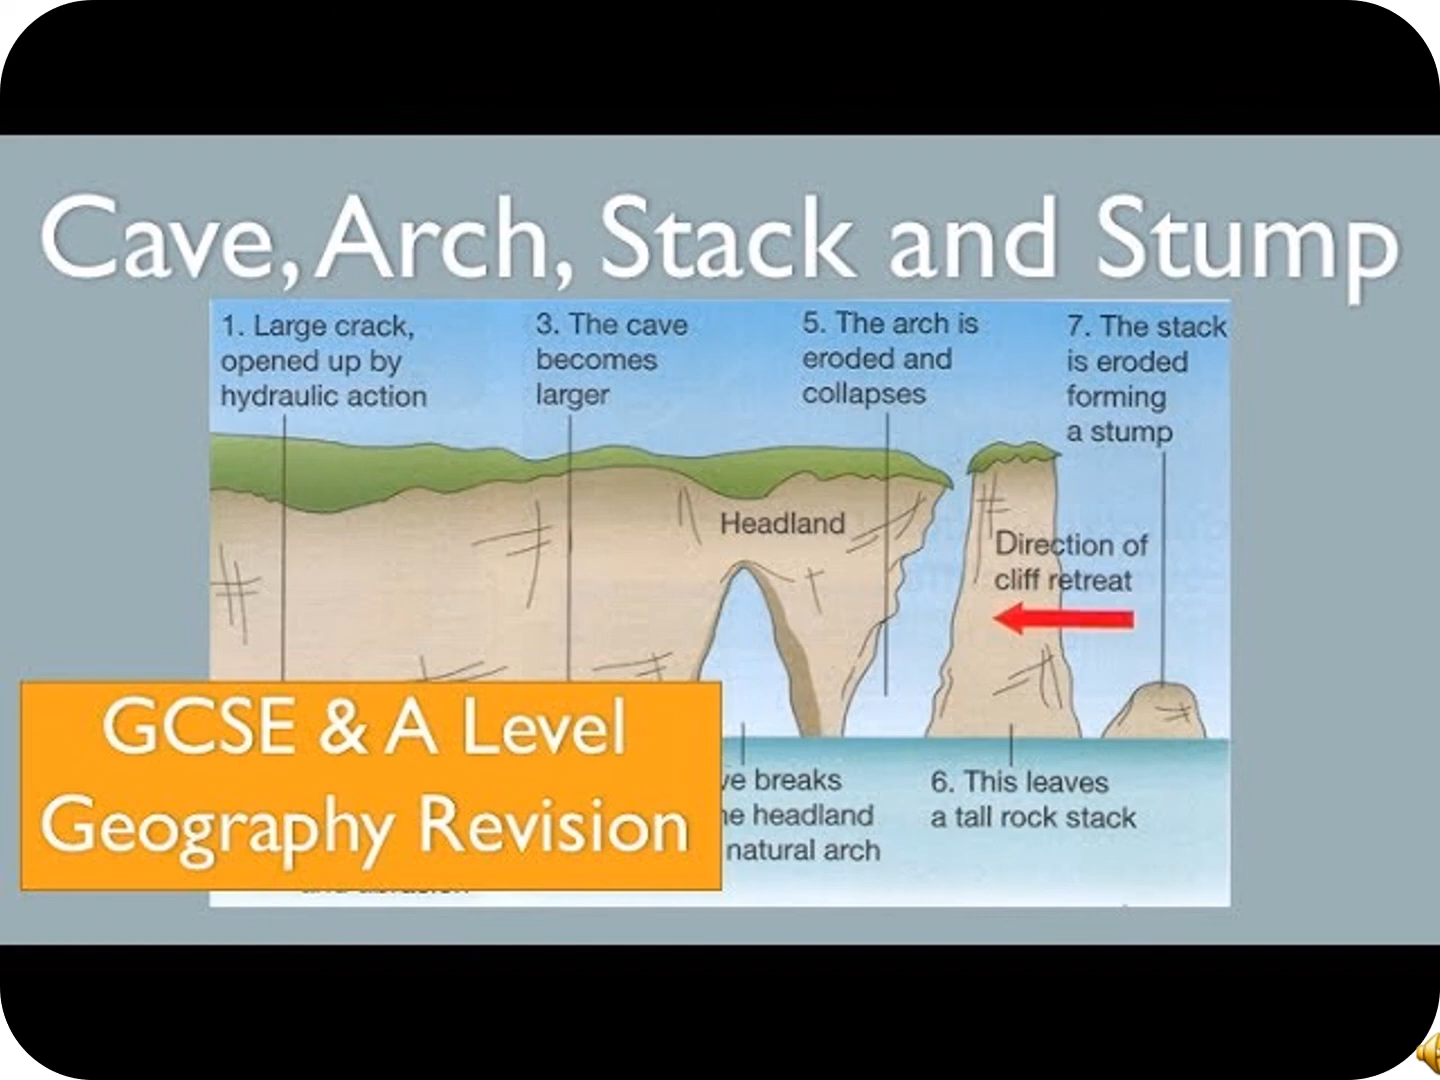 Cave, Arch, Stack and Stump
1. Large crack,
opened up by
hydraulic action
3. The cave
becomes
larger
5. The arch is
eroded and
collapses
7. The stack
is eroded
forming
a stump
Headland
Direction of
cliff retreat
GCSE & A Level
Geography Revision
breaks
headland
natural arch
6. This leaves
a tall rock stack